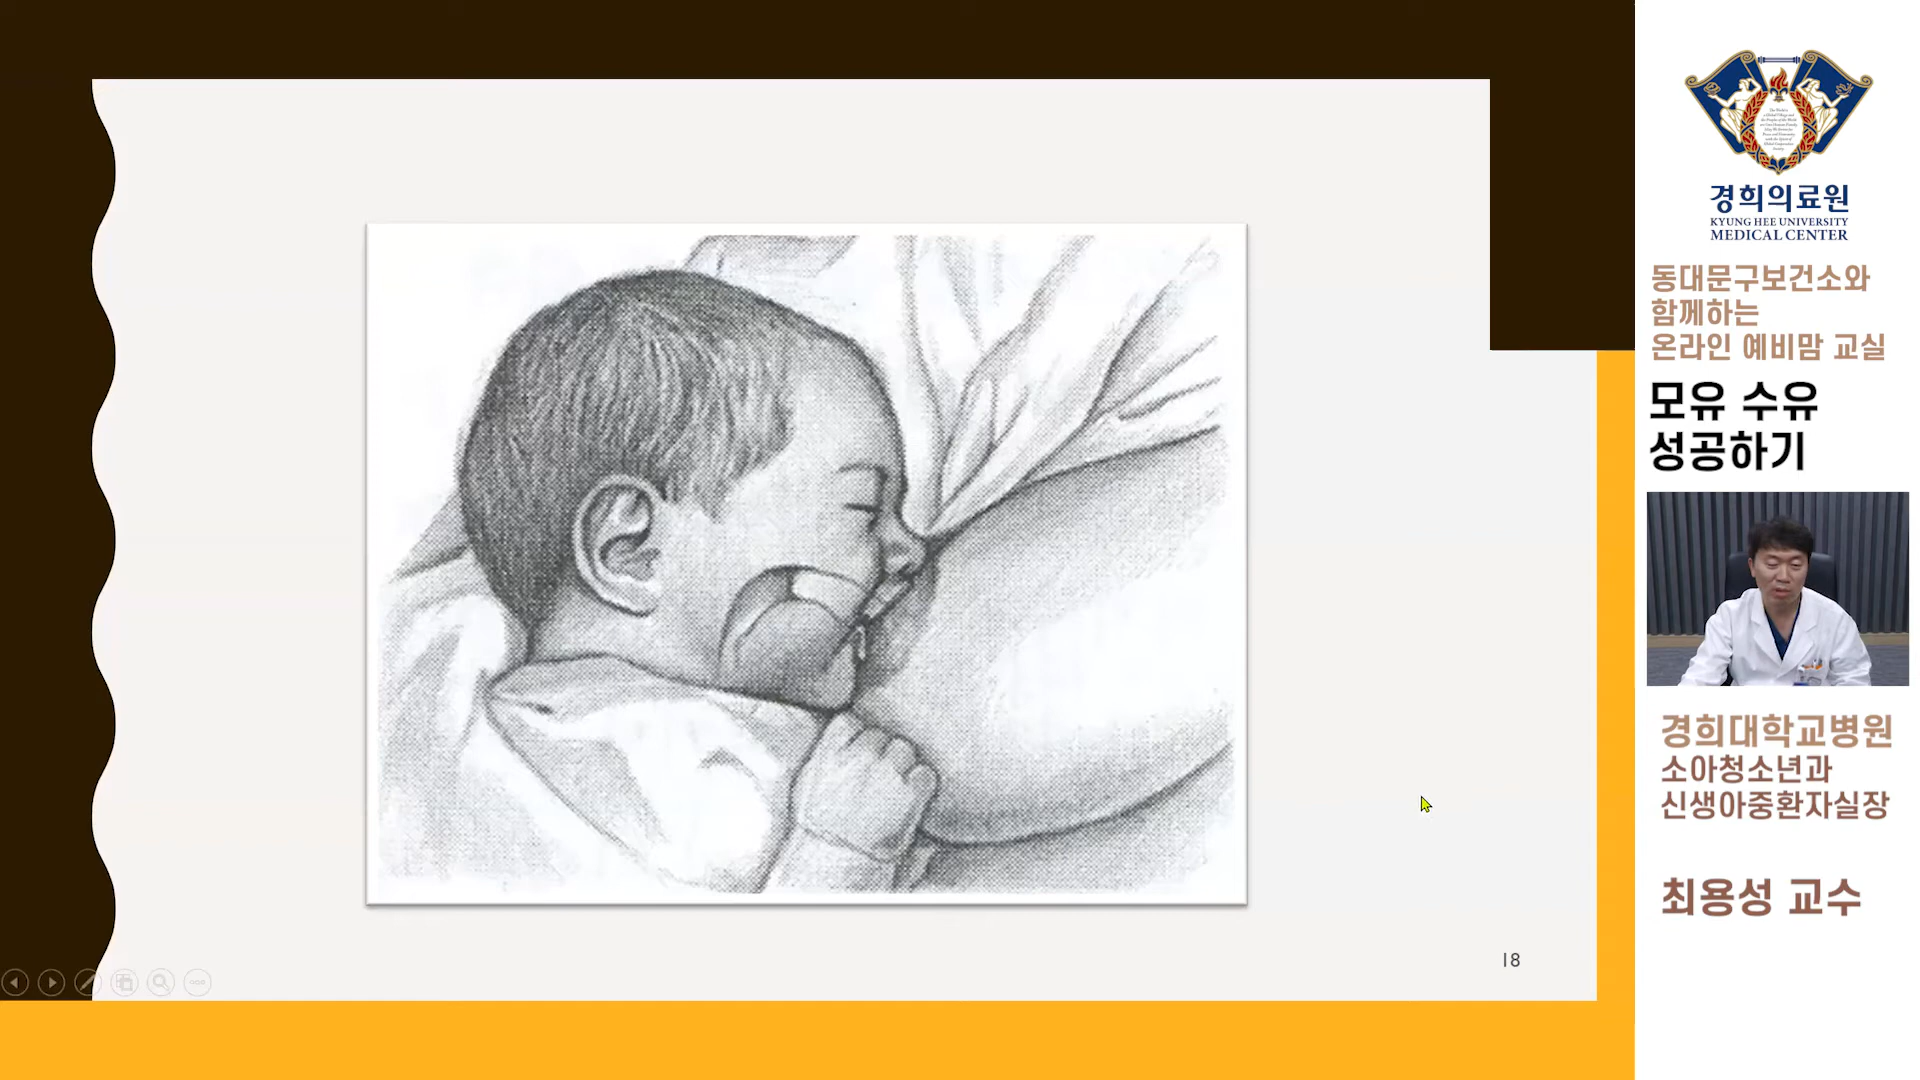 경희의료원
KYUNG HEE UNIVERSITY
MEDICAL CENTER
동대문구보건소와
함께하는
온라인 예비맘 교실
모유 수유
성공하기
경희대학교병원
소아청소년과
신생아중환자실장
최용성 교수
18